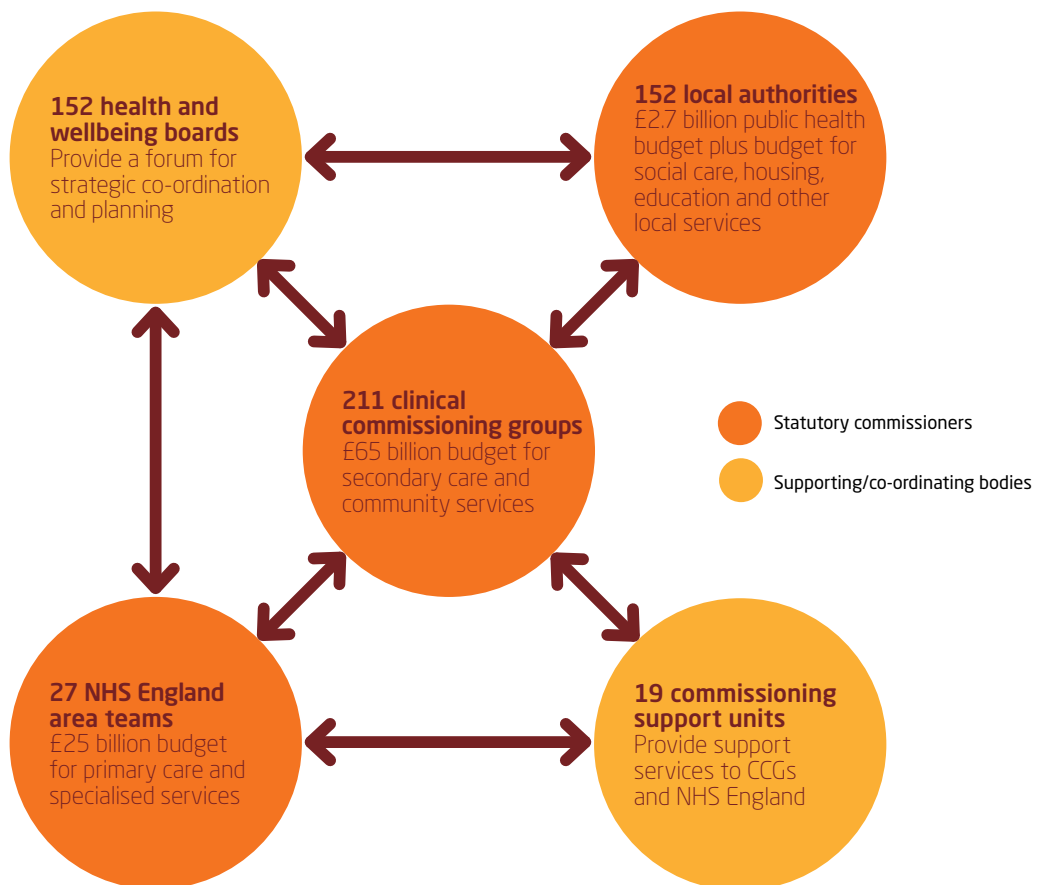 152 health and
wellbeing boards
Provide a forum for
strategic co-ordination
and planning
152 local authorities
£2.7 billion public health
budget plus budget for
social care, housing,
education and other
local services
211 clinical
commissioning groups
£65 billion budget for
secondary care and
community services
Statutory commissioners
Supporting/co-ordinating bodies
27 NHS England
area teams
£25 billion budget
for primary care and
specialised services
19 commissioning
support units
Provide support
services to CCGs
and NHS England